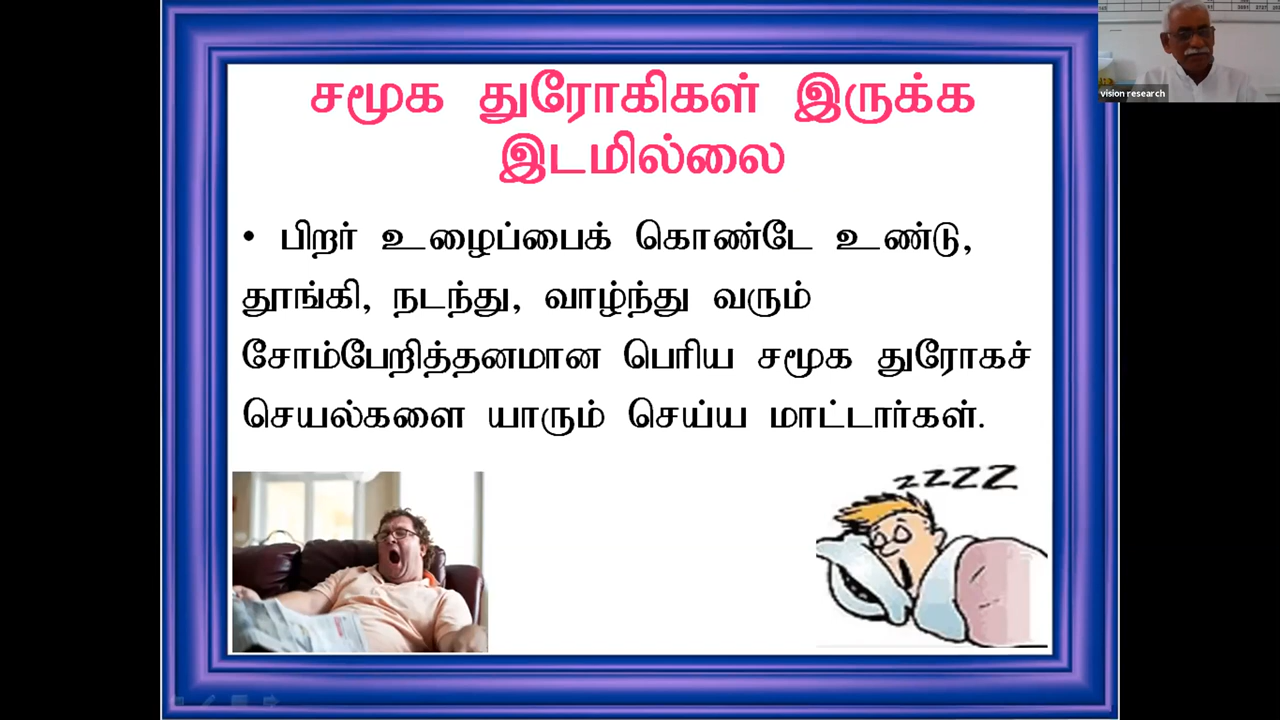 சமூக துரோகிகள் இருக்க
இடமில்லை
• பிறர் உழைப்பைக் கொண்டே உண்டு,
தூங்கி, நடந்து, வாழ்ந்து வரும்
சோம்பேறித்தனமான பெரிய சமூக துரோகச்
செயல்களை யாரும் செய்ய மாட்டார்கள்.
zzzz
vision research